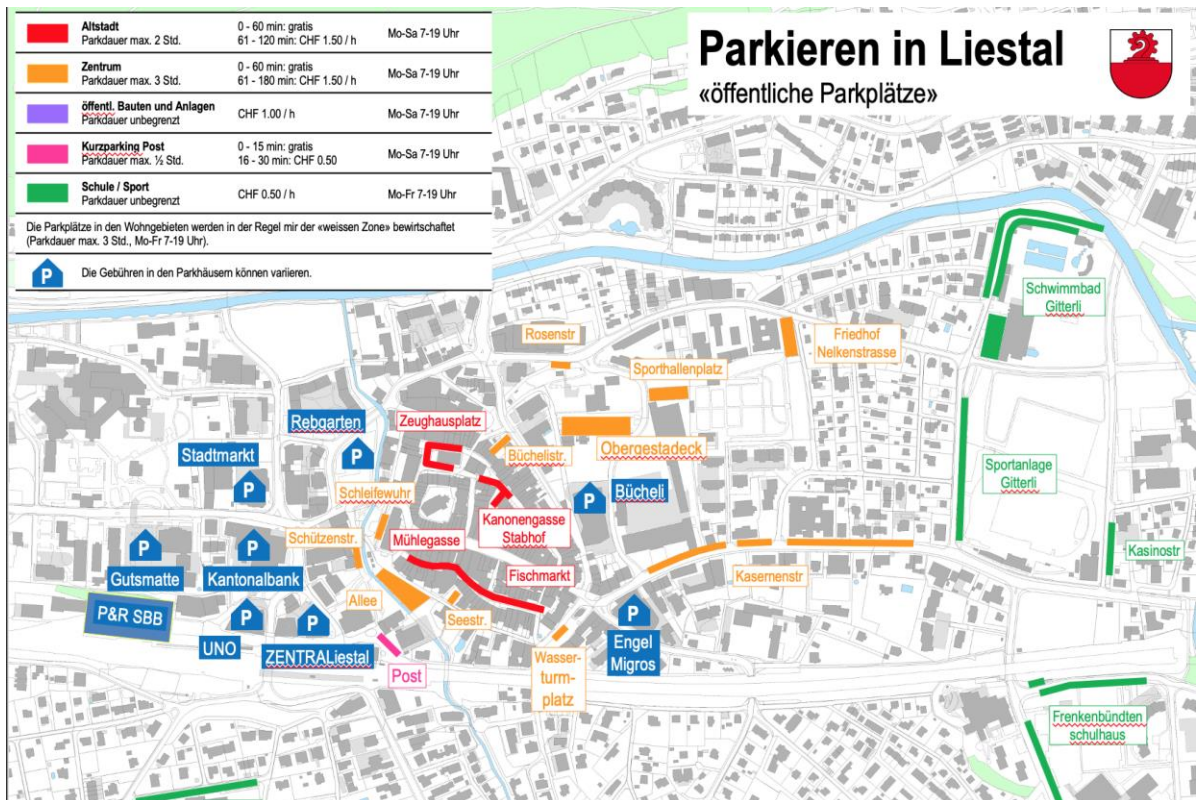 Parkieren in Liestal
«öffentliche Parkplätze»
Altstadt
Parkdauer max. 2 Std.
0 - 60 min: gratis
61 - 120 min: CHF 1.50 / h
Mo-Sa 7-19 Uhr
Zentrum
Parkdauer max. 3 Std.
0 - 60 min: gratis
61 - 180 min: CHF 1.50 / h
Mo-Sa 7-19 Uhr
öffentl. Bauten und Anlagen
Parkdauer unbegrenzt
CHF 1.00 / h
Mo-Sa 7-19 Uhr
Kurzparking Post
Parkdauer max. ½ Std.
0 - 15 min: gratis
16 - 30 min: CHF 0.50
Mo-Sa 7-19 Uhr
Schule / Sport
Parkdauer unbegrenzt
CHF 0.50 / h
Mo-Fr 7-19 Uhr
Die Parkplätze in den Wohngebieten werden in der Regel mir der «weissen Zone» bewirtschaftet
(Parkdauer max. 3 Std., Mo-Fr 7-19 Uhr).
P
Die Gebühren in den Parkhäusern können variieren.
Schwimmbad
Gitterli
Rosenstr
Friedhof
Nelkenstrasse
Sporthallenplatz
Rebgarten
P
Zeughausplatz
Stadtmarkt
P
Büchelistr.
Obergestadeck
Sportanlage
Gitterli
Schleifewuhr
P
Bücheli
Kanonengasse
Stabhof
Schützenstr.
Mühlegasse
P
Gutsmatte
P
Kantonalbank
Fischmarkt
Kasernenstr
Kasinostr
P&R SBB
Allee
Seestr.
P
UNO
P
ZENTRALiestal
P
Engel
Migros
Post
Wasser-
turm-
platz
Frenkenbündten
schulhaus